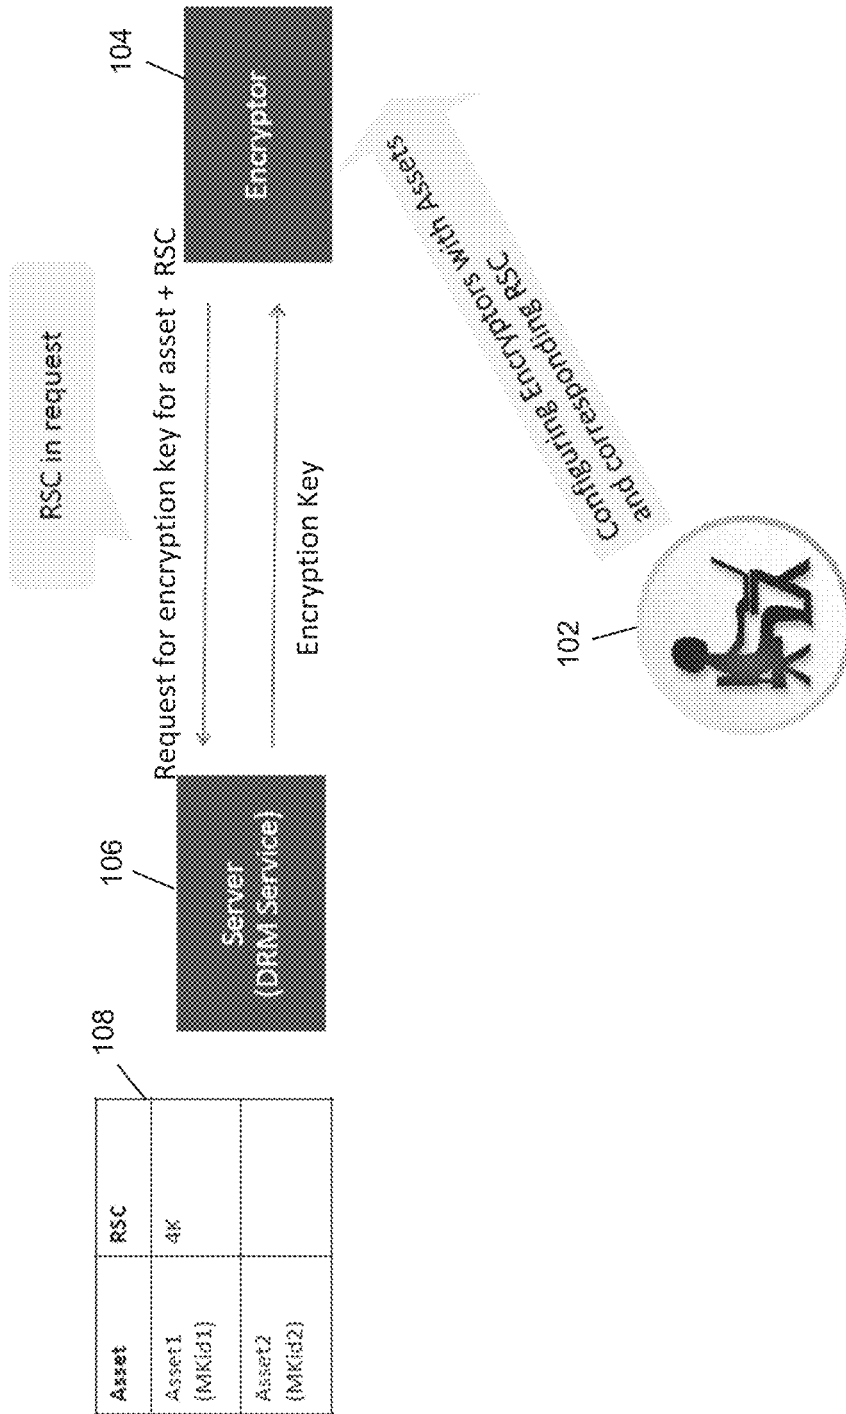 Asset RSC
Asset1 4K
(MKid1)
Asset2
(MKid2)
108
106
Server
(DRM Service)
RSC in request
Request for encryption key for asset + RSC
Encryption Key
104
Encryptor
102
Configuring Encryptors with Assets
and corresponding RSC